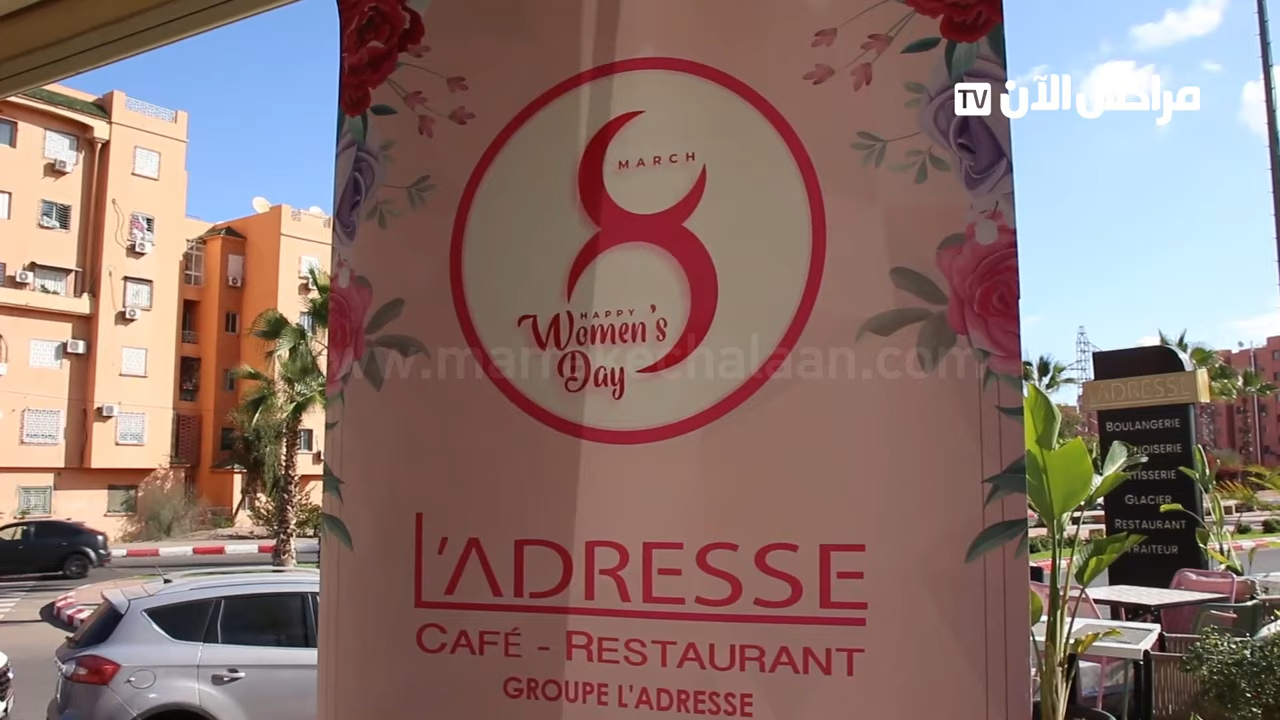 مراكش الآن TV
MARCH
8
HAPPY
Women's
Day
www.marrakechalaan.com
L'ADRESSE
CAFÉ - RESTAURANT
GROUPE L'ADRESSE
L'ADRESSE
BOULANGERIE
GLACIER
RESTAURANT
TRAITEUR